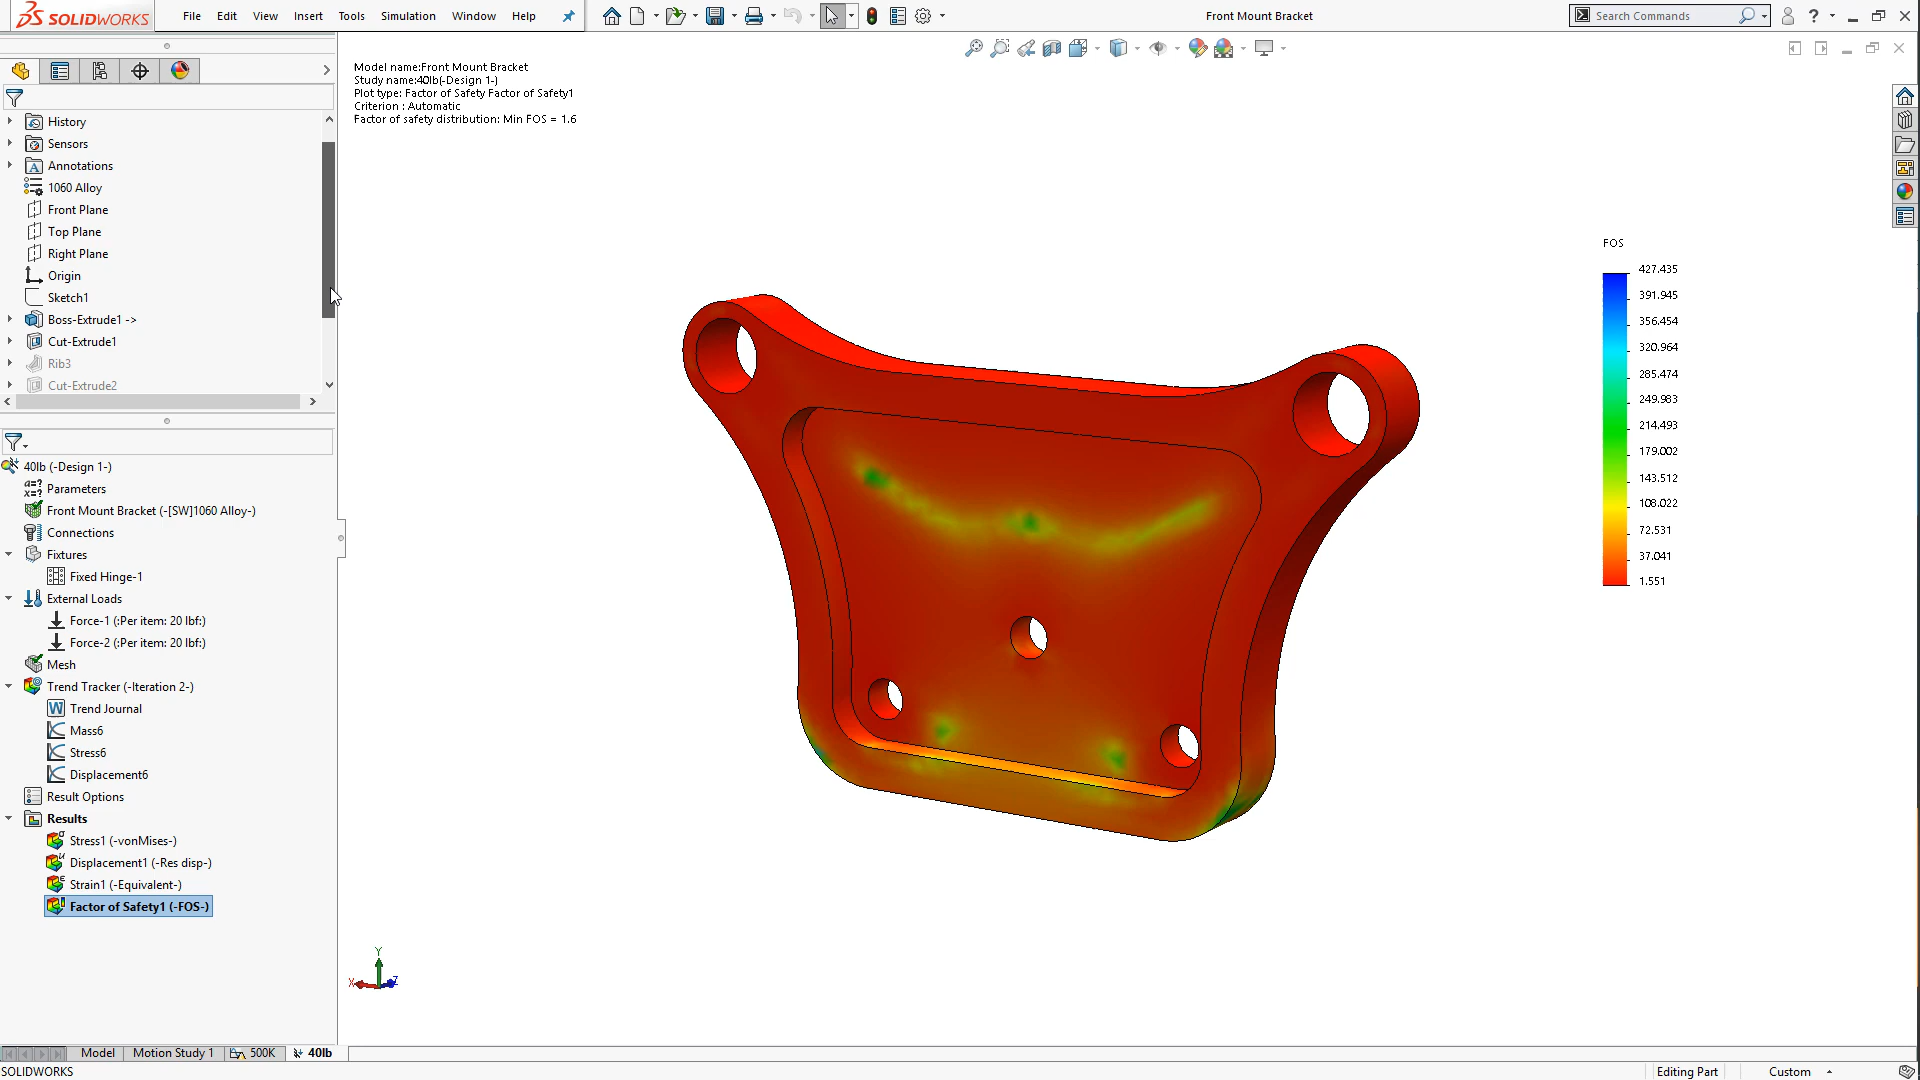 SOLIDWORKS File Edit View Insert Tools Simulation Window Help Front Mount Bracket Search Commands ?
Model name:Front Mount Bracket
Study name:40lb(-Design 1-)
Plot type: Factor of Safety Factor of Safety1
Criterion : Automatic
Factor of safety distribution: Min FOS = 1.6
History
Sensors
Annotations
1060 Alloy
Front Plane
Top Plane
Right Plane
Origin
Sketch1
Boss-Extrude1 ->
Cut-Extrude1
Rib3
Cut-Extrude2
40lb (-Design 1-)
Parameters
Front Mount Bracket (-[SW]1060 Alloy-)
Connections
Fixtures
Fixed Hinge-1
External Loads
Force-1 (:Per item: 20 lbf:)
Force-2 (:Per item: 20 lbf:)
Mesh
Trend Tracker (-Iteration 2-)
Trend Journal
Mass6
Stress6
Displacement6
Result Options
Results
Stress1 (-vonMises-)
Displacement1 (-Res disp-)
Strain1 (-Equivalent-)
Factor of Safety1 (-FOS-)
FOS
427.435
391.945
356.454
320.964
285.474
249.983
214.493
179.002
143.512
108.022
72.531
37.041
1.551
Y
X Z
Model Motion Study 1 500K 40lb
SOLIDWORKS Editing Part Custom